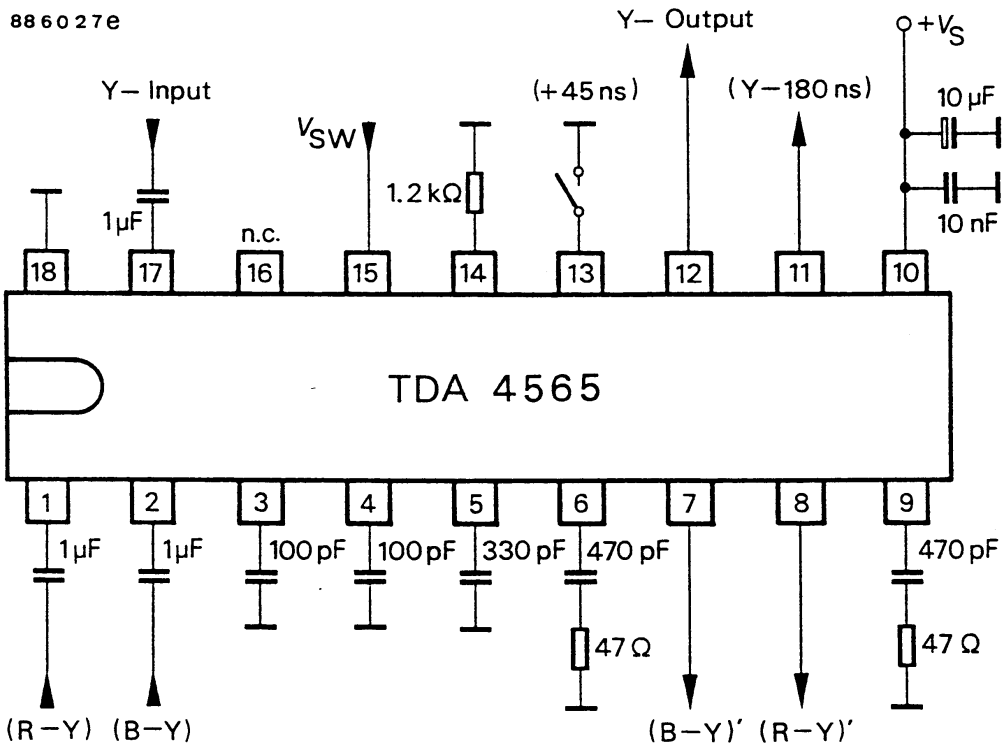 886027e
Y– Output
+VS
Y– Input
(+45 ns)
(Y–180 ns)
10 µF
VSW
1.2 kΩ
1µF
10 nF
n.c.
18 17 16 15 14 13 12 11 10
TDA 4565
1 2 3 4 5 6 7 8 9
1µF 1µF 100 pF 100 pF 330 pF 470 pF 470 pF
47 Ω 47 Ω
(R–Y) (B–Y) (B–Y)′ (R–Y)′